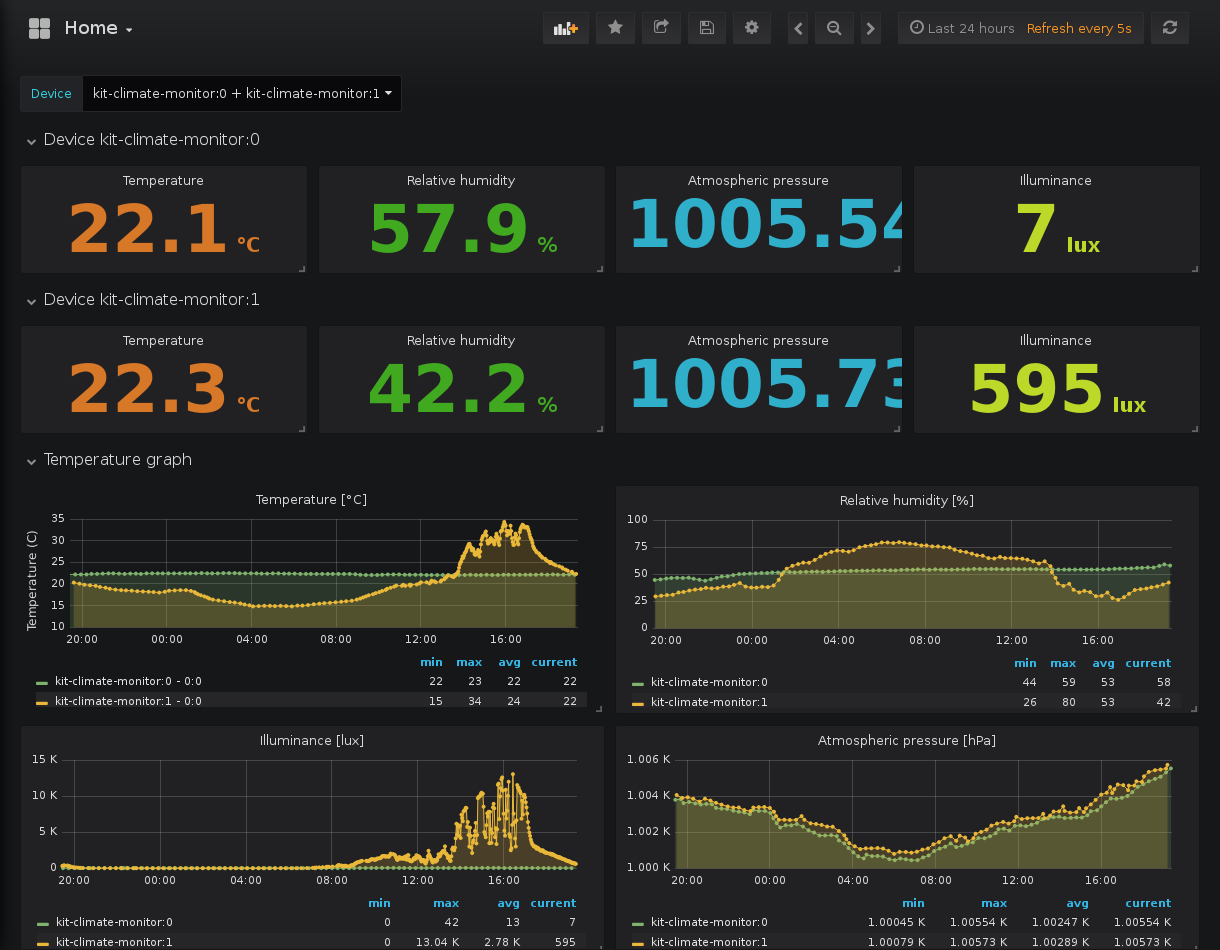 Home
Last 24 hours Refresh every 5s
Device kit-climate-monitor:0 + kit-climate-monitor:1
Device kit-climate-monitor:0
Temperature Relative humidity Atmospheric pressure Illuminance
22.1 °C 57.9 % 1005.54 7 lux
Device kit-climate-monitor:1
Temperature Relative humidity Atmospheric pressure Illuminance
22.3 °C 42.2 % 1005.73 595 lux
Temperature graph
Temperature [°C]
Temperature (C)
35
30
25
20
15
10
20:00 00:00 04:00 08:00 12:00 16:00
min max avg current
kit-climate-monitor:0 - 0:0 22 23 22 22
kit-climate-monitor:1 - 0:0 15 34 24 22
Relative humidity [%]
100
75
50
25
0
20:00 00:00 04:00 08:00 12:00 16:00
min max avg current
kit-climate-monitor:0 44 59 53 58
kit-climate-monitor:1 26 80 53 42
Illuminance [lux]
15 K
10 K
5 K
0
20:00 00:00 04:00 08:00 12:00 16:00
min max avg current
kit-climate-monitor:0 0 42 13 7
kit-climate-monitor:1 0 13.04 K 2.78 K 595
Atmospheric pressure [hPa]
1.006 K
1.004 K
1.002 K
1.000 K
20:00 00:00 04:00 08:00 12:00 16:00
min max avg current
kit-climate-monitor:0 1.00045 K 1.00554 K 1.00247 K 1.00554 K
kit-climate-monitor:1 1.00079 K 1.00573 K 1.00289 K 1.00573 K